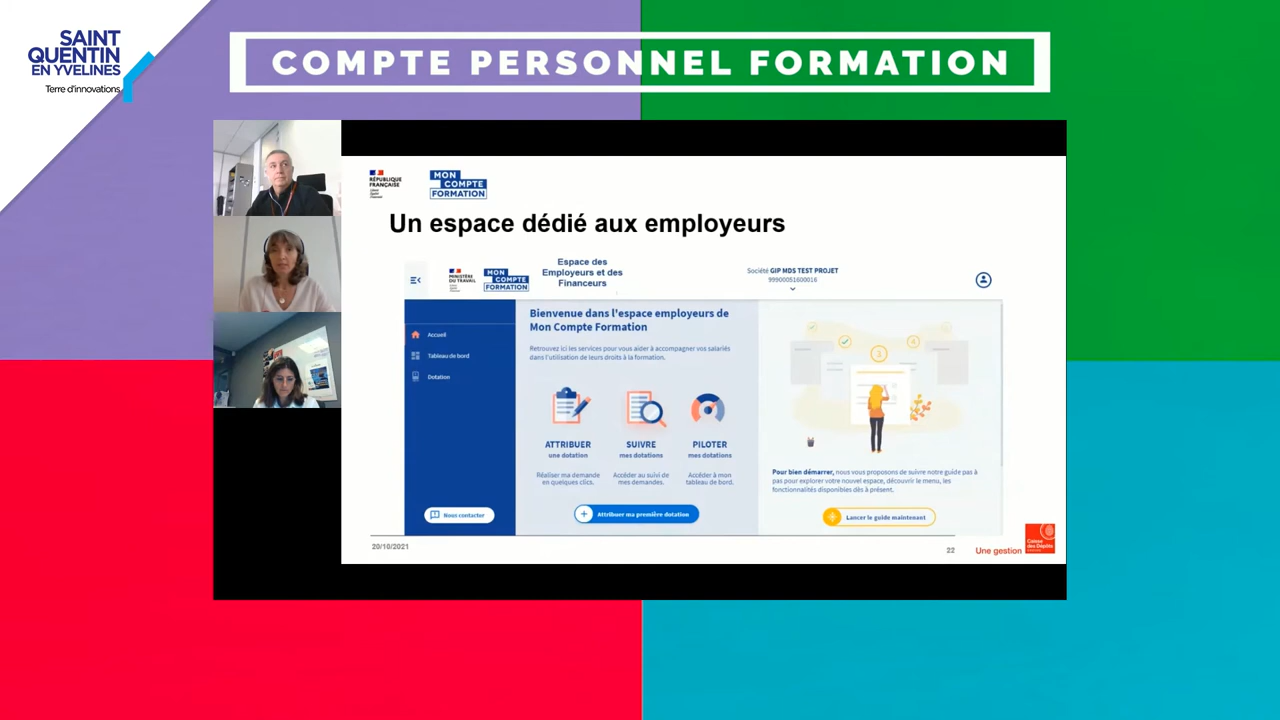 SAINT
QUENTIN
EN YVELINES
Terre d'innovations
COMPTE PERSONNEL FORMATION
RÉPUBLIQUE
FRANÇAISE
MON
COMPTE
FORMATION
Un espace dédié aux employeurs
MINISTÈRE
DU TRAVAIL
MON
COMPTE
FORMATION
Espace des
Employeurs et des
Financeurs
Société GIP MDS TEST PROJET
99900051600016
Accueil
Tableau de bord
Dotation
Nous contacter
Bienvenue dans l'espace employeurs de
Mon Compte Formation
Retrouvez ici les services pour vous aider à accompagner vos salariés
dans l'utilisation de leurs droits à la formation.
ATTRIBUER
une dotation
Réaliser ma demande
en quelques clics.
SUIVRE
mes dotations
Accéder au suivi de
mes demandes.
PILOTER
mes dotations
Accéder à mon
tableau de bord.
Attribuer ma première dotation
3
4
Pour bien démarrer, nous vous proposons de suivre notre guide pas à
pas pour explorer votre nouvel espace, découvrir le menu, les
fonctionnalités disponibles dès à présent.
Lancer le guide maintenant
20/10/2021
22
Une gestion
Caisse
des Dépôts